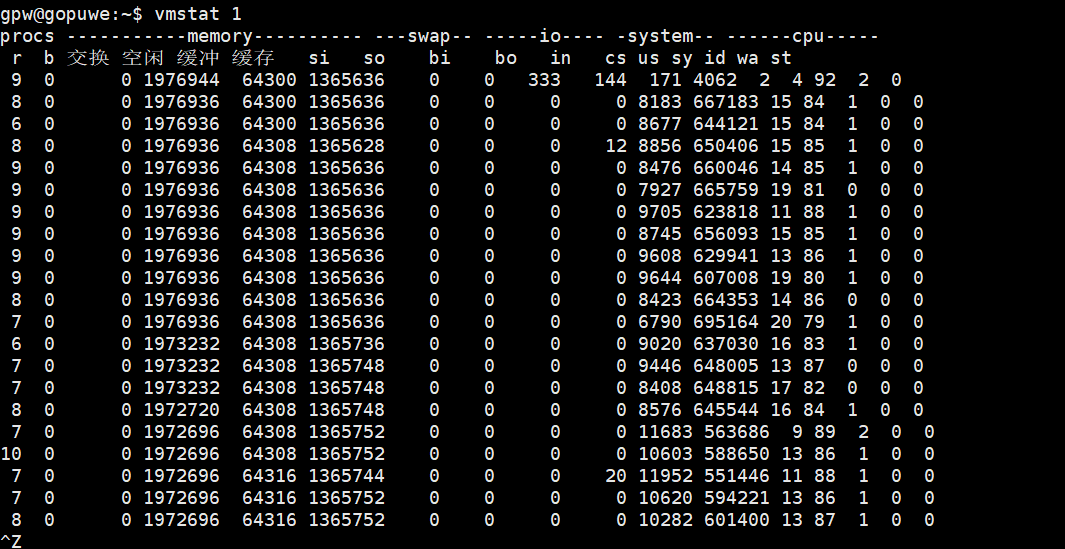 gpw@gopuwe:~$ vmstat 1
procs -----------memory---------- ---swap-- -----io---- -system-- ------cpu-----
 r  b 交换 空闲 缓冲 缓存   si   so    bi    bo   in   cs us sy id wa st
 9  0      0 1976944  64300 1365636    0    0   333   144  171 4062  2  4 92  2  0
 8  0      0 1976936  64300 1365636    0    0     0     0 8183 667183 15 84  1  0  0
 6  0      0 1976936  64300 1365636    0    0     0     0 8677 644121 15 84  1  0  0
 8  0      0 1976936  64308 1365628    0    0     0    12 8856 650406 15 85  1  0  0
 9  0      0 1976936  64308 1365636    0    0     0     0 8476 660046 14 85  1  0  0
 9  0      0 1976936  64308 1365636    0    0     0     0 7927 665759 19 81  0  0  0
 9  0      0 1976936  64308 1365636    0    0     0     0 9705 623818 11 88  1  0  0
 9  0      0 1976936  64308 1365636    0    0     0     0 8745 656093 15 85  1  0  0
 9  0      0 1976936  64308 1365636    0    0     0     0 9608 629941 13 86  1  0  0
 9  0      0 1976936  64308 1365636    0    0     0     0 9644 607008 19 80  1  0  0
 8  0      0 1976936  64308 1365636    0    0     0     0 8423 664353 14 86  0  0  0
 7  0      0 1976936  64308 1365636    0    0     0     0 6790 695164 20 79  1  0  0
 6  0      0 1973232  64308 1365736    0    0     0     0 9020 637030 16 83  1  0  0
 7  0      0 1973232  64308 1365748    0    0     0     0 9446 648005 13 87  0  0  0
 7  0      0 1973232  64308 1365748    0    0     0     0 8408 648815 17 82  0  0  0
 8  0      0 1972720  64308 1365748    0    0     0     0 8576 645544 16 84  1  0  0
 7  0      0 1972696  64308 1365752    0    0     0     0 11683 563686  9 89  2  0  0
10  0      0 1972696  64308 1365752    0    0     0     0 10603 588650 13 86  1  0  0
 7  0      0 1972696  64316 1365744    0    0     0    20 11952 551446 11 88  1  0  0
 7  0      0 1972696  64316 1365752    0    0     0     0 10620 594221 13 86  1  0  0
 8  0      0 1972696  64316 1365752    0    0     0     0 10282 601400 13 87  1  0  0
^Z